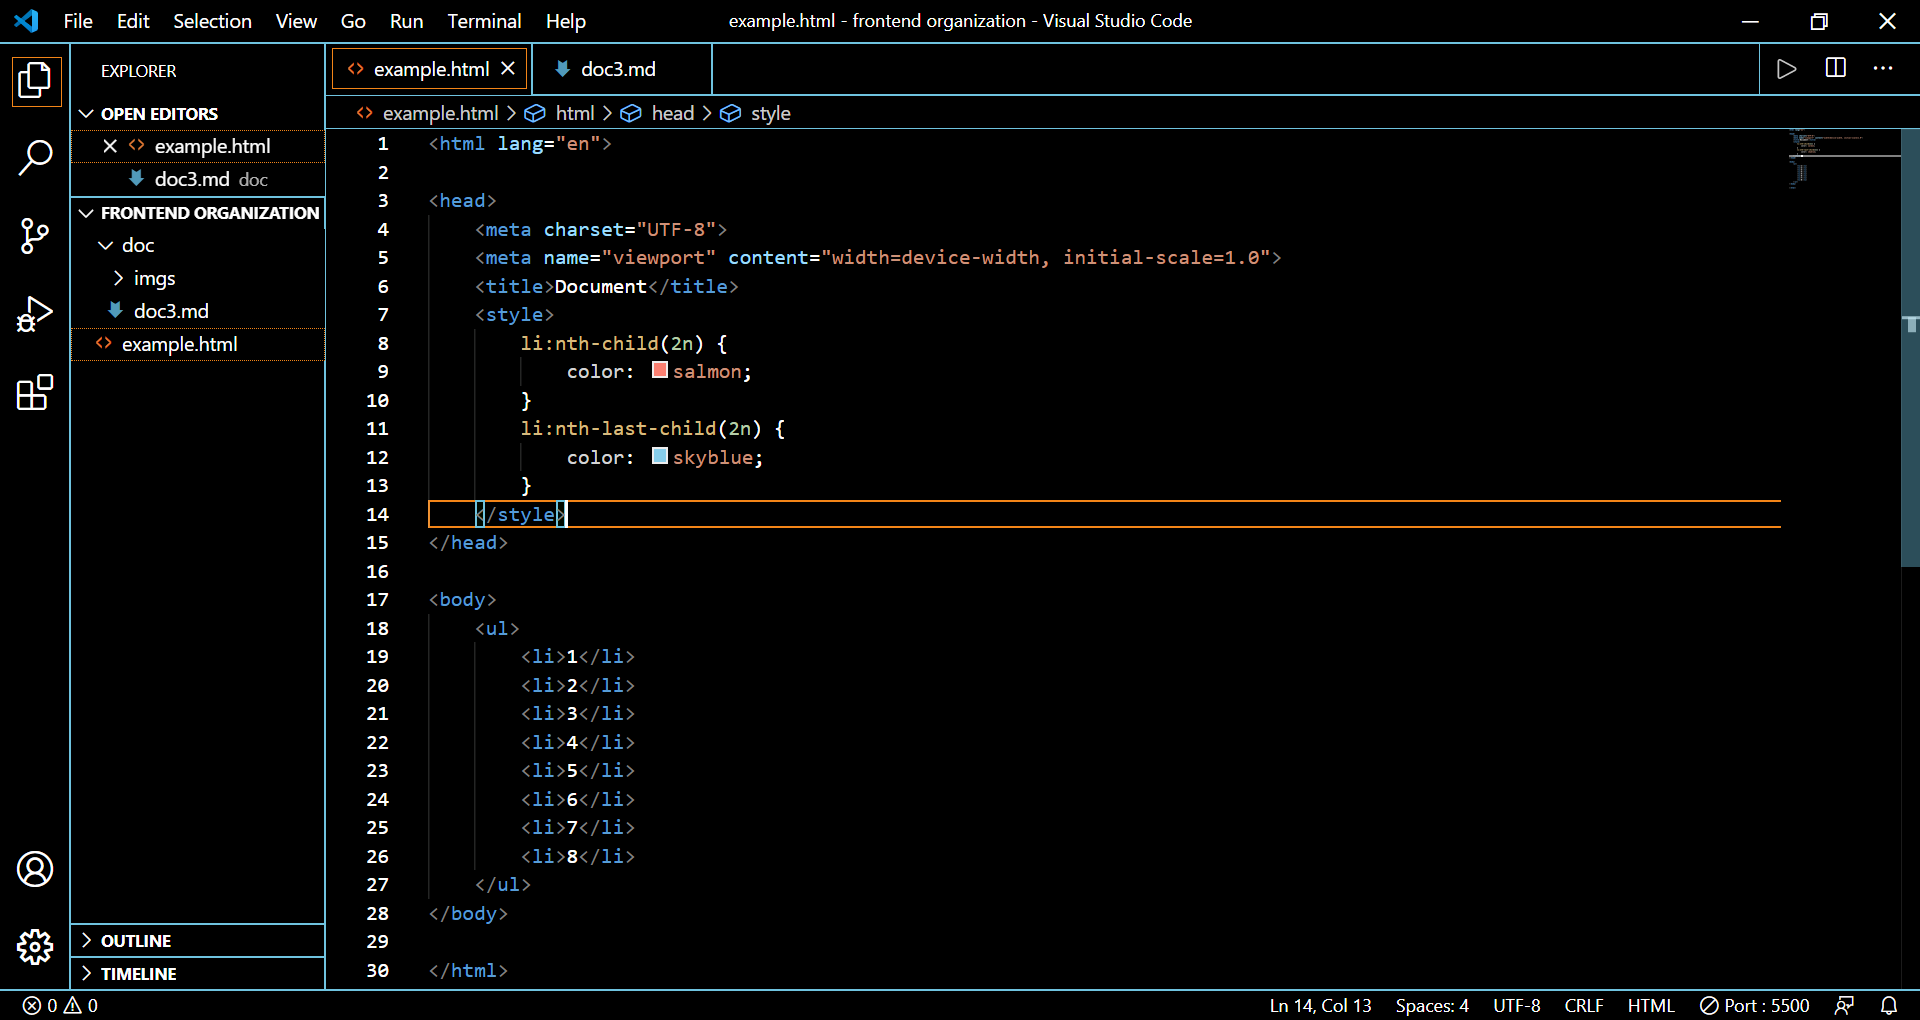 File Edit Selection View Go Run Terminal Help example.html - frontend organization - Visual Studio Code
EXPLORER
OPEN EDITORS
example.html
doc3.md doc
FRONTEND ORGANIZATION
doc
imgs
doc3.md
example.html
OUTLINE
TIMELINE
example.html doc3.md
example.html > html > head > style
1 <html lang="en">
2
3 <head>
4 <meta charset="UTF-8">
5 <meta name="viewport" content="width=device-width, initial-scale=1.0">
6 <title>Document</title>
7 <style>
8 li:nth-child(2n) {
9 color: salmon;
10 }
11 li:nth-last-child(2n) {
12 color: skyblue;
13 }
14 </style>
15 </head>
16
17 <body>
18 <ul>
19 <li>1</li>
20 <li>2</li>
21 <li>3</li>
22 <li>4</li>
23 <li>5</li>
24 <li>6</li>
25 <li>7</li>
26 <li>8</li>
27 </ul>
28 </body>
29
30 </html>
0 0 Ln 14, Col 13 Spaces: 4 UTF-8 CRLF HTML Port : 5500